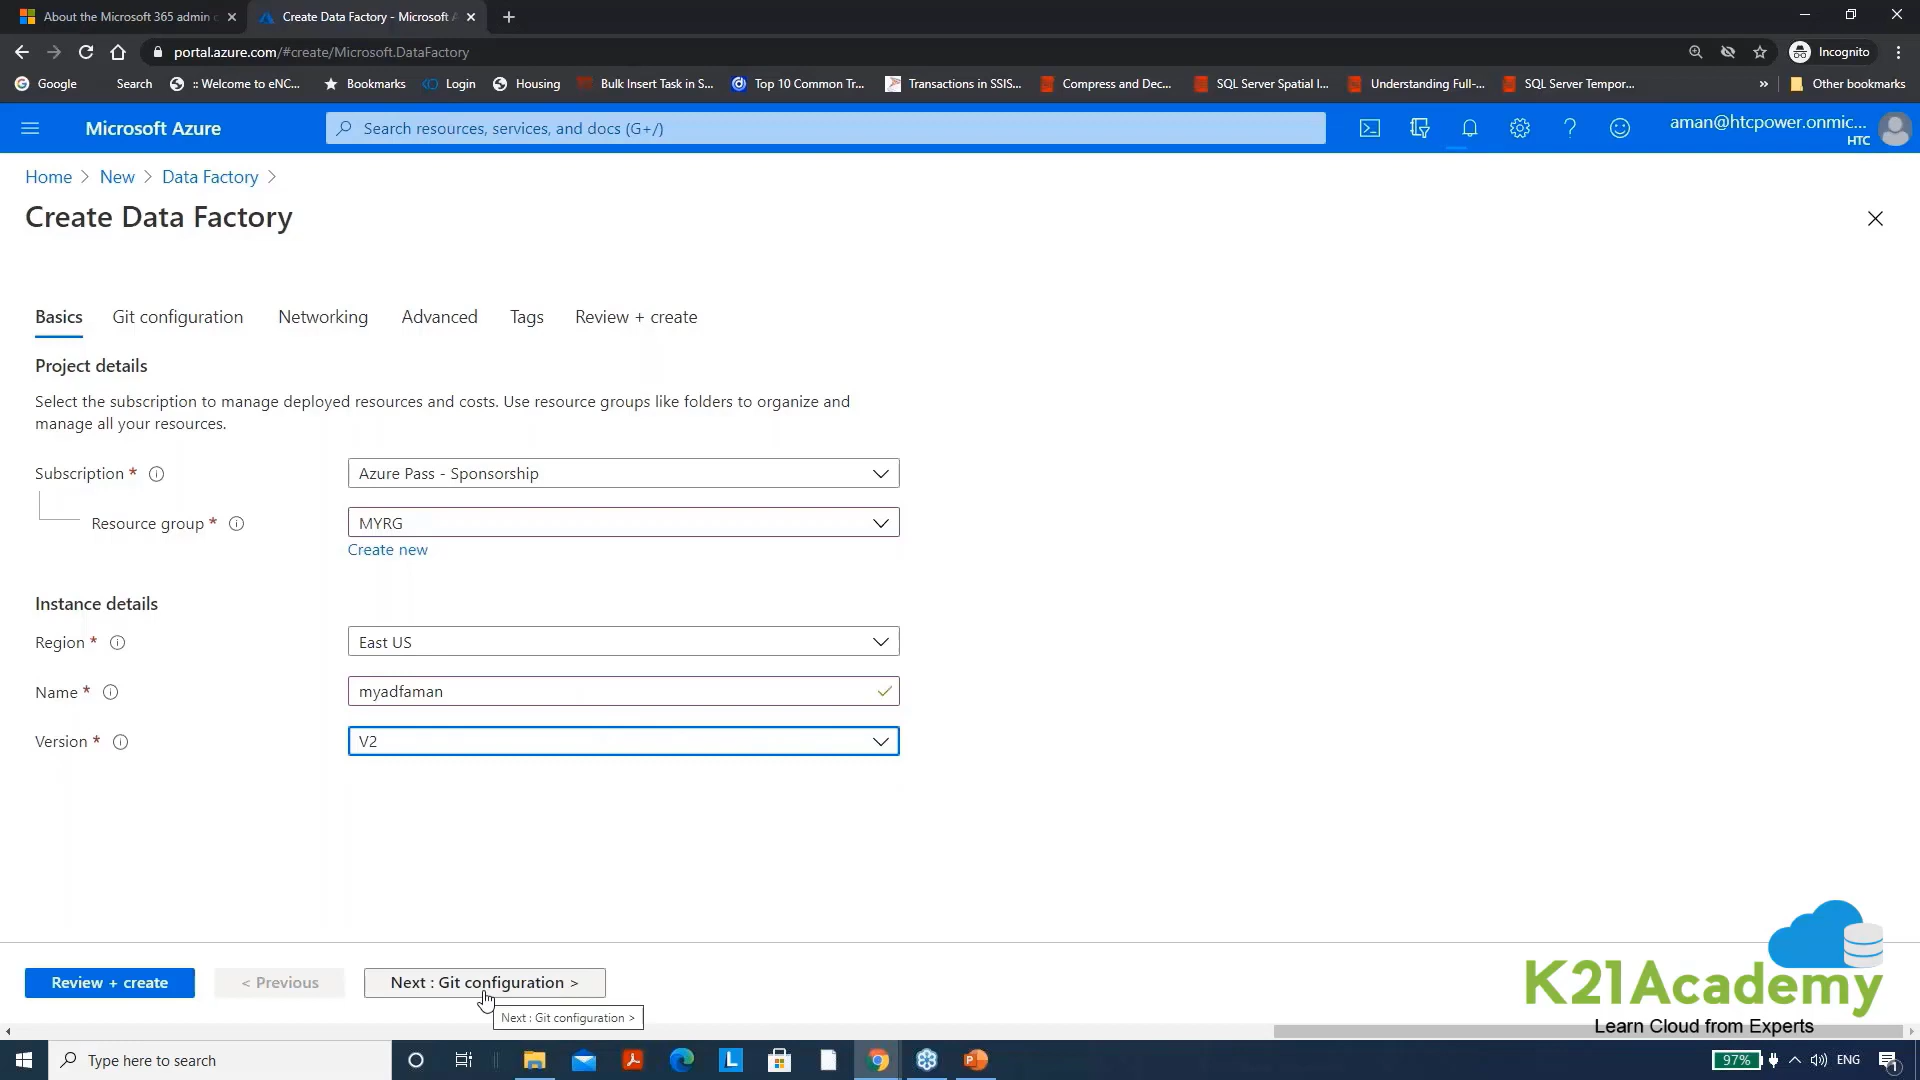 About the Microsoft 365 admin c
Create Data Factory - Microsoft A
portal.azure.com/#create/Microsoft.DataFactory
Incognito
Google
Search
:: Welcome to eNC...
Bookmarks
Login
Housing
Bulk Insert Task in S...
Top 10 Common Tr...
Transactions in SSIS...
Compress and Dec...
SQL Server Spatial I...
Understanding Full-...
SQL Server Tempor...
»
Other bookmarks
Microsoft Azure
Search resources, services, and docs (G+/)
aman@htcpower.onmic...
HTC
Home > New > Data Factory >
Create Data Factory
Basics
Git configuration
Networking
Advanced
Tags
Review + create
Project details
Select the subscription to manage deployed resources and costs. Use resource groups like folders to organize and
manage all your resources.
Subscription *
Azure Pass - Sponsorship
Resource group *
MYRG
Create new
Instance details
Region *
East US
Name *
myadfaman
Version *
V2
Review + create
< Previous
Next : Git configuration >
Next : Git configuration >
K21Academy
Learn Cloud from Experts
Type here to search
L
P
97%
ENG
1